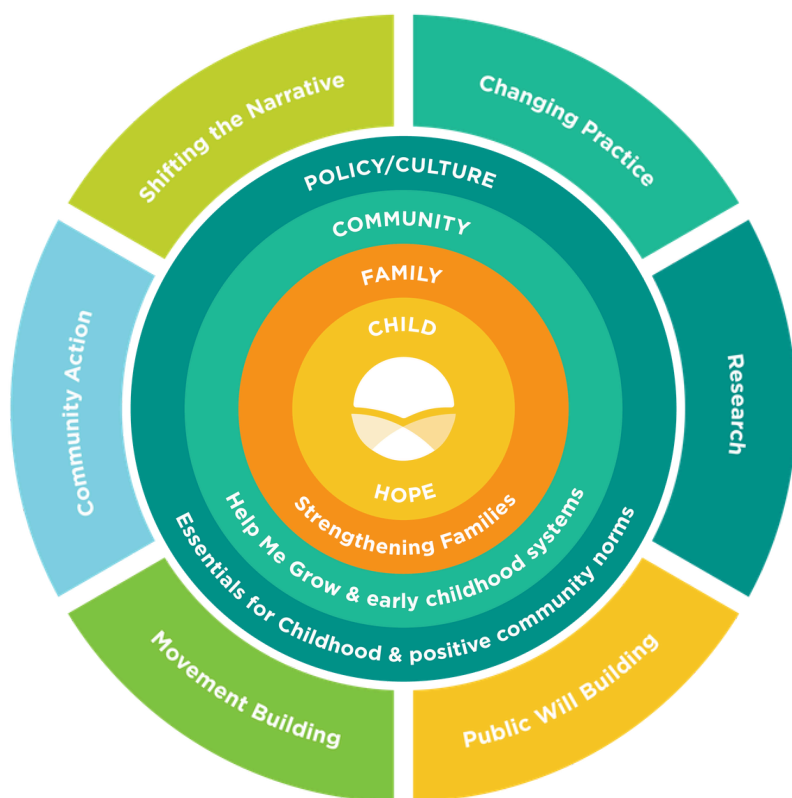 Shifting the Narrative
Changing Practice
POLICY/CULTURE
COMMUNITY
FAMILY
CHILD
Community Action
Research
HOPE
Strengthening Families
Help Me Grow & early childhood systems
Essentials for Childhood & positive community norms
Movement Building
Public Will Building